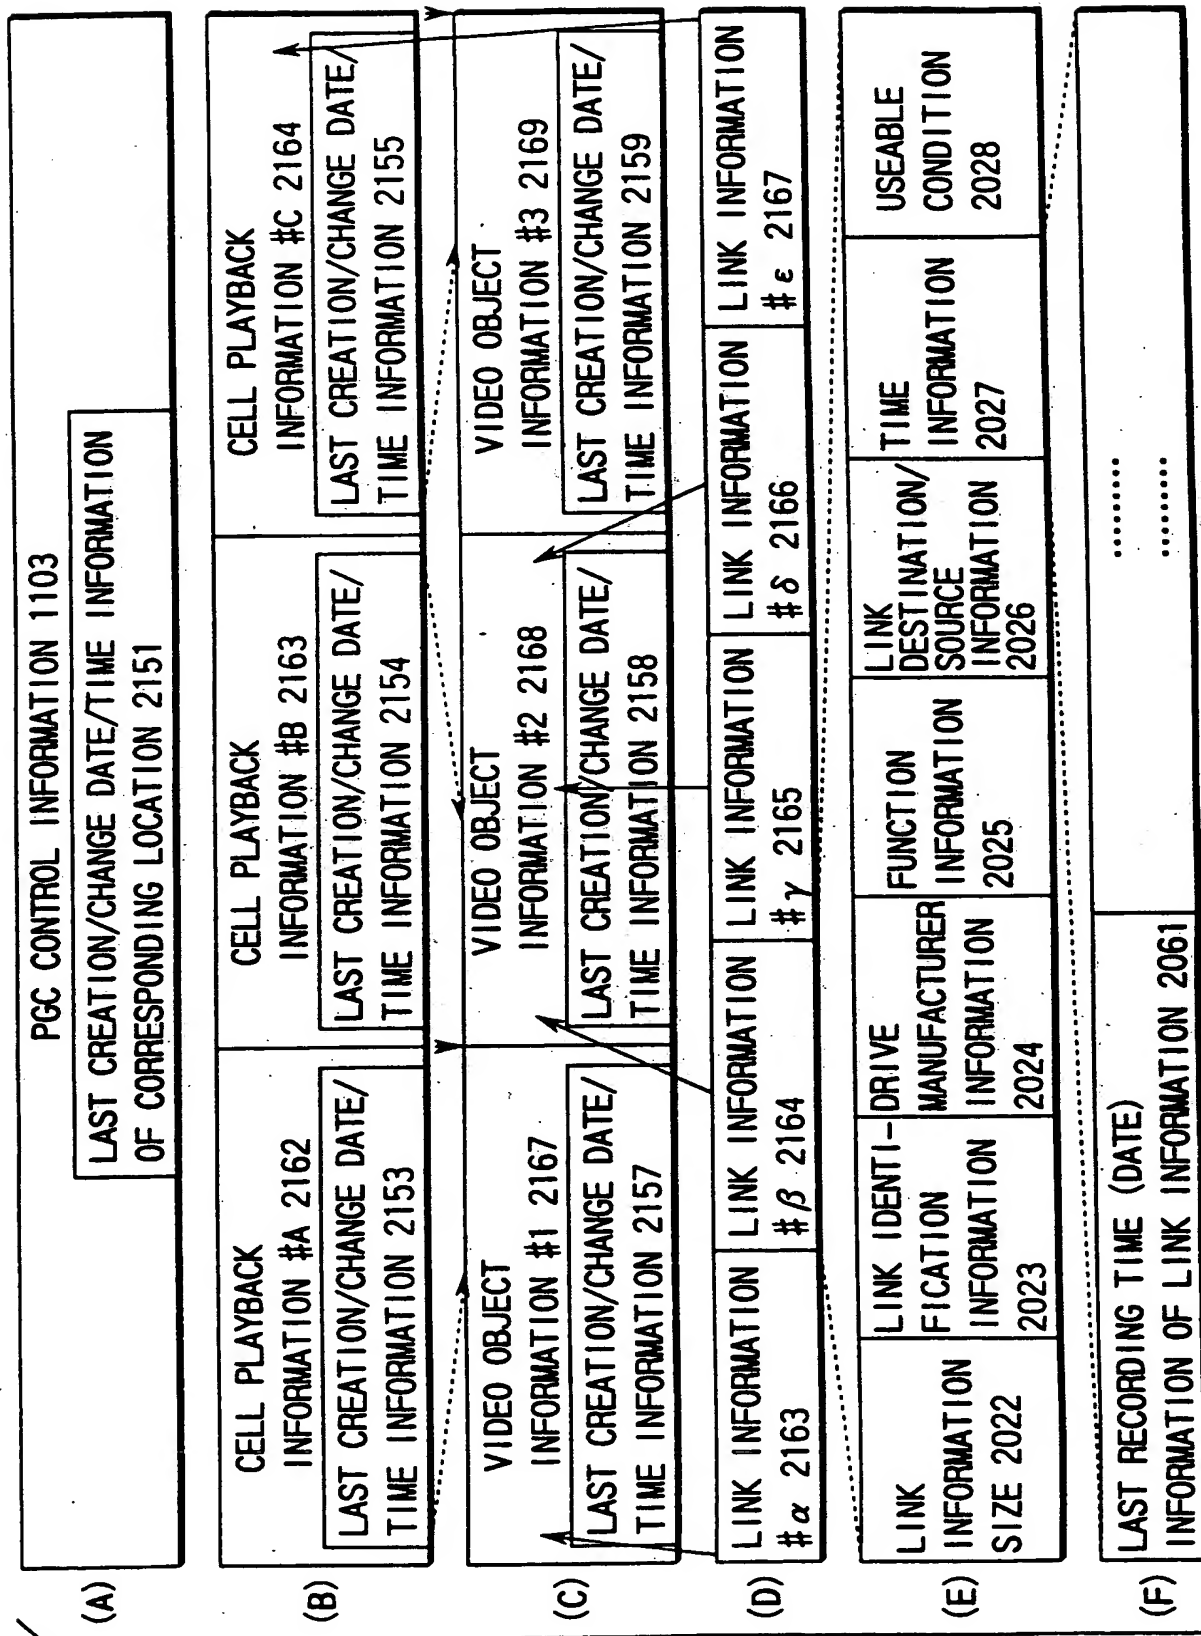 (A)
PGC CONTROL INFORMATION 1103
LAST CREATION/CHANGE DATE/TIME INFORMATION
OF CORRESPONDING LOCATION 2151
(B)
CELL PLAYBACK
INFORMATION #A 2162
LAST CREATION/CHANGE DATE/
TIME INFORMATION 2153
CELL PLAYBACK
INFORMATION #B 2163
LAST CREATION/CHANGE DATE/
TIME INFORMATION 2154
CELL PLAYBACK
INFORMATION #C 2164
LAST CREATION/CHANGE DATE/
TIME INFORMATION 2155
(C)
VIDEO OBJECT
INFORMATION #1 2167
LAST CREATION/CHANGE DATE/
TIME INFORMATION 2157
VIDEO OBJECT
INFORMATION #2 2168
LAST CREATION/CHANGE DATE/
TIME INFORMATION 2158
VIDEO OBJECT
INFORMATION #3 2169
LAST CREATION/CHANGE DATE/
TIME INFORMATION 2159
(D)
LINK INFORMATION
#α 2163
LINK INFORMATION
#β 2164
LINK INFORMATION
#γ 2165
LINK INFORMATION
#δ 2166
LINK INFORMATION
#ε 2167
(E)
LINK
INFORMATION
SIZE 2022
LINK IDENTI-
FICATION
INFORMATION
2023
DRIVE
MANUFACTURER
INFORMATION
2024
FUNCTION
INFORMATION
2025
LINK
DESTINATION/
SOURCE
INFORMATION
2026
TIME
INFORMATION
2027
USEABLE
CONDITION
2028
(F)
LAST RECORDING TIME (DATE)
INFORMATION OF LINK INFORMATION 2061
........
........